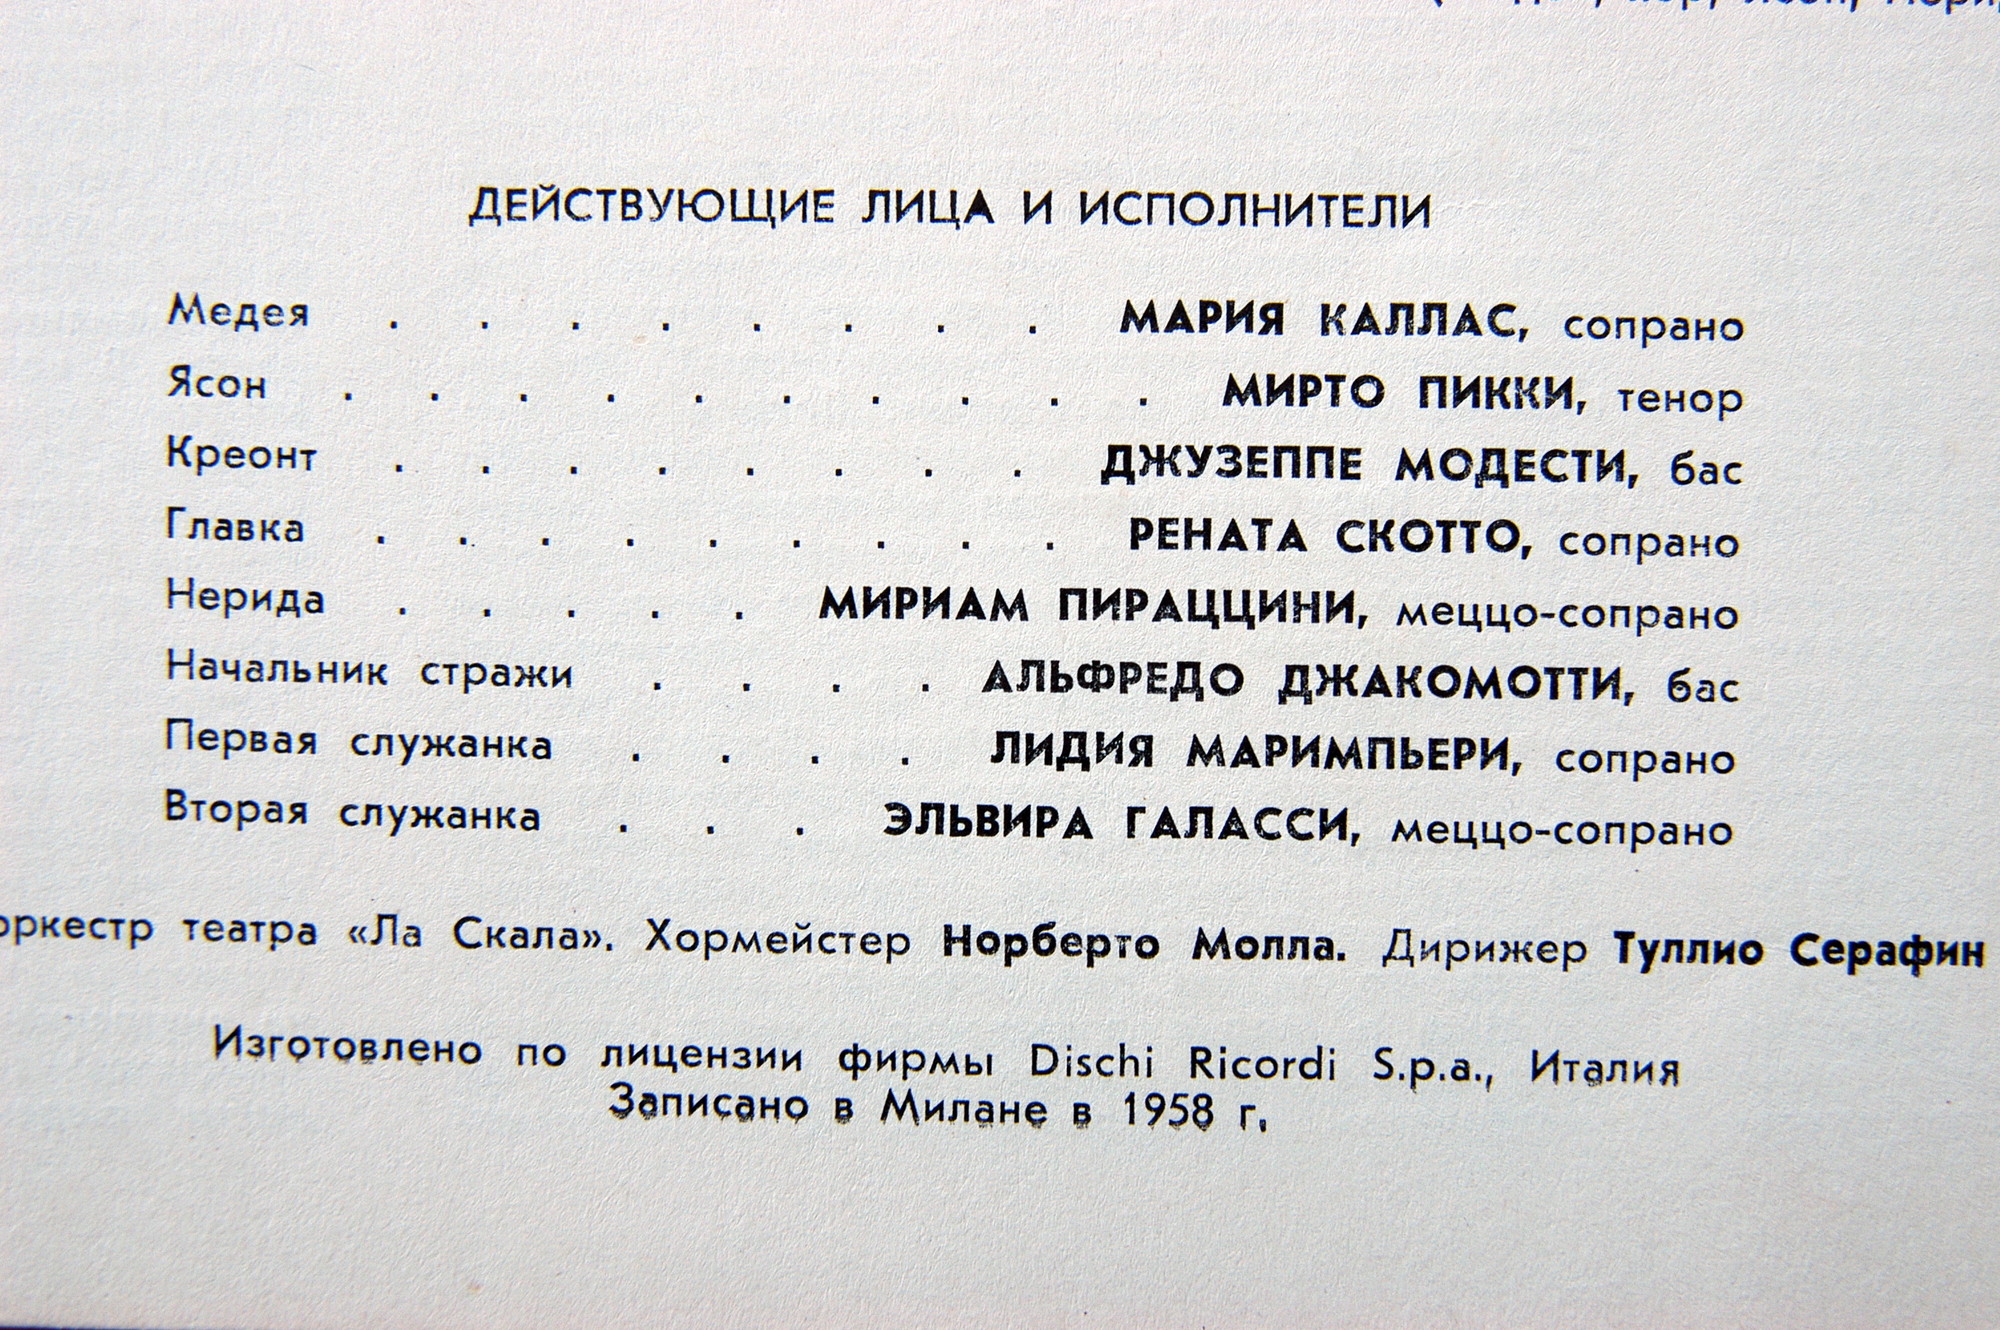 ДЕЙСТВУЮЩИЕ ЛИЦА И ИСПОЛНИТЕЛИ
Медея . . . . . . . . МАРИЯ КАЛЛАС, сопрано
Ясон . . . . . . . . . . МИРТО ПИККИ, тенор
Креонт . . . . . . . . ДЖУЗЕППЕ МОДЕСТИ, бас
Главка . . . . . . . . . РЕНАТА СКОТТО, сопрано
Нерида . . . . . МИРИАМ ПИРАЦЦИНИ, меццо-сопрано
Начальник стражи . . . . АЛЬФРЕДО ДЖАКОМОТТИ, бас
Первая служанка . . . . ЛИДИЯ МАРИМПЬЕРИ, сопрано
Вторая служанка . . . ЭЛЬВИРА ГАЛАССИ, меццо-сопрано
оркестр театра «Ла Скала». Хормейстер Норберто Молла. Дирижер Туллио Серафин
Изготовлено по лицензии фирмы Dischi Ricordi S.p.a., Италия
Записано в Милане в 1958 г.